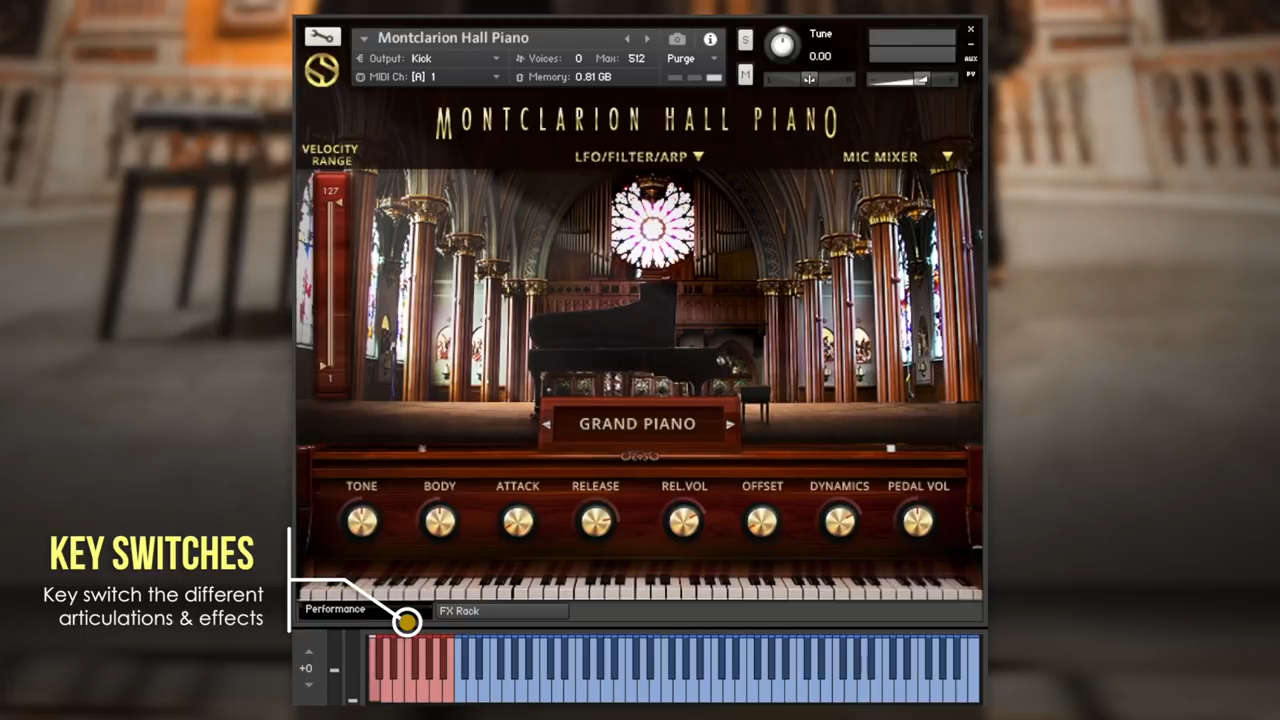 Montclarion Hall Piano
Output: Kick
Voices: 0 Max: 512
Purge
MIDI Ch: [A] 1
Memory: 0.81 GB
S
M
Tune
0.00
L R
AUX
PV
MONTCLARION HALL PIANO
VELOCITY
RANGE
LFO/FILTER/ARP
MIC MIXER
127
1
GRAND PIANO
TONE BODY ATTACK RELEASE REL.VOL OFFSET DYNAMICS PEDAL VOL
KEY SWITCHES
Key switch the different
articulations & effects
Performance
FX Rack
+0